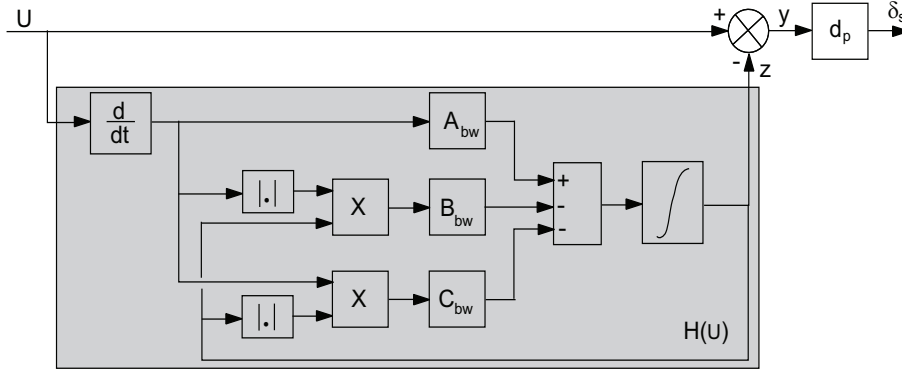 U
+
y
d_p
δ_s
-
z
d
dt
A_bw
|.|
X
B_bw
+
-
-
∫
X
C_bw
|.|
H(U)